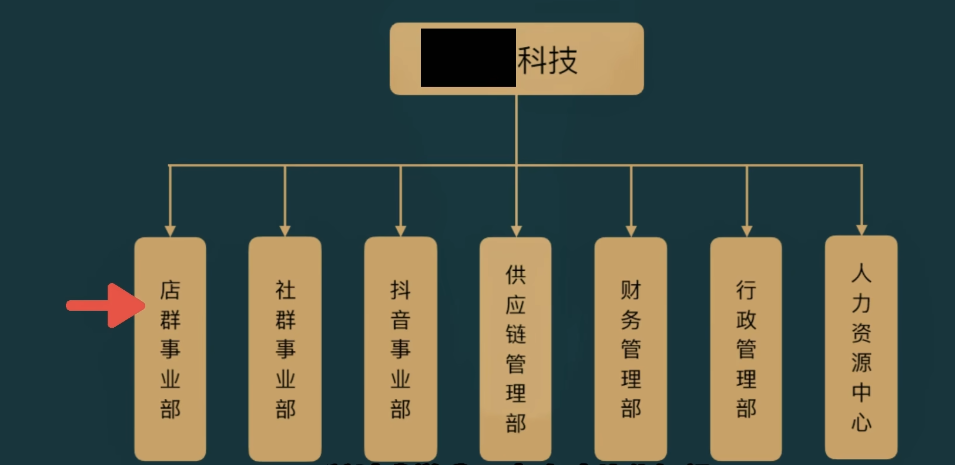 科技
店群事业部
社群事业部
抖音事业部
供应链管理部
财务管理部
行政管理部
人力资源中心